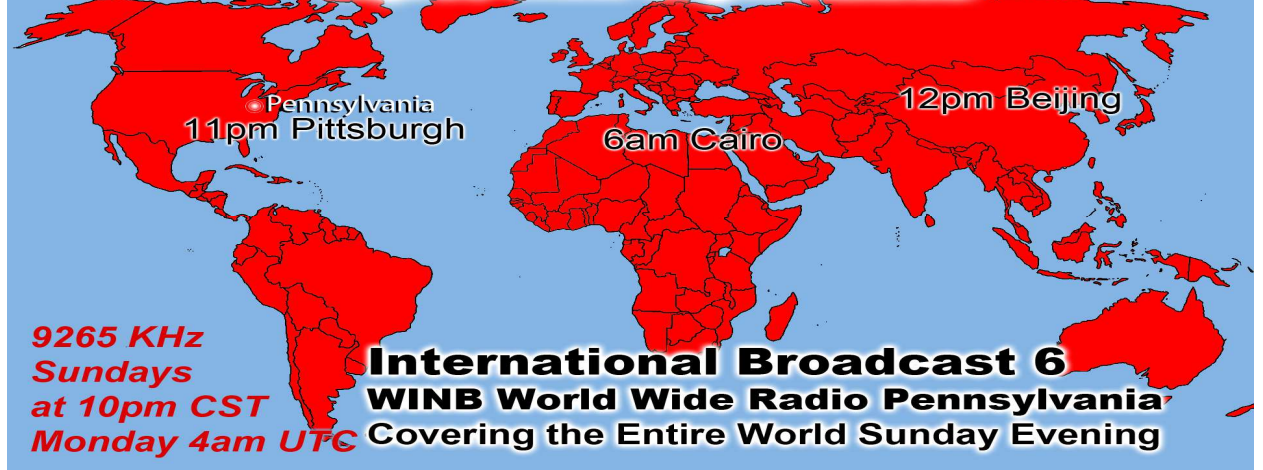 Pennsylvania
11pm Pittsburgh
6am Cairo
12pm Beijing
9265 KHz
Sundays
at 10pm CST
Monday 4am UTC
International Broadcast 6
WINB World Wide Radio Pennsylvania
Covering the Entire World Sunday Evening